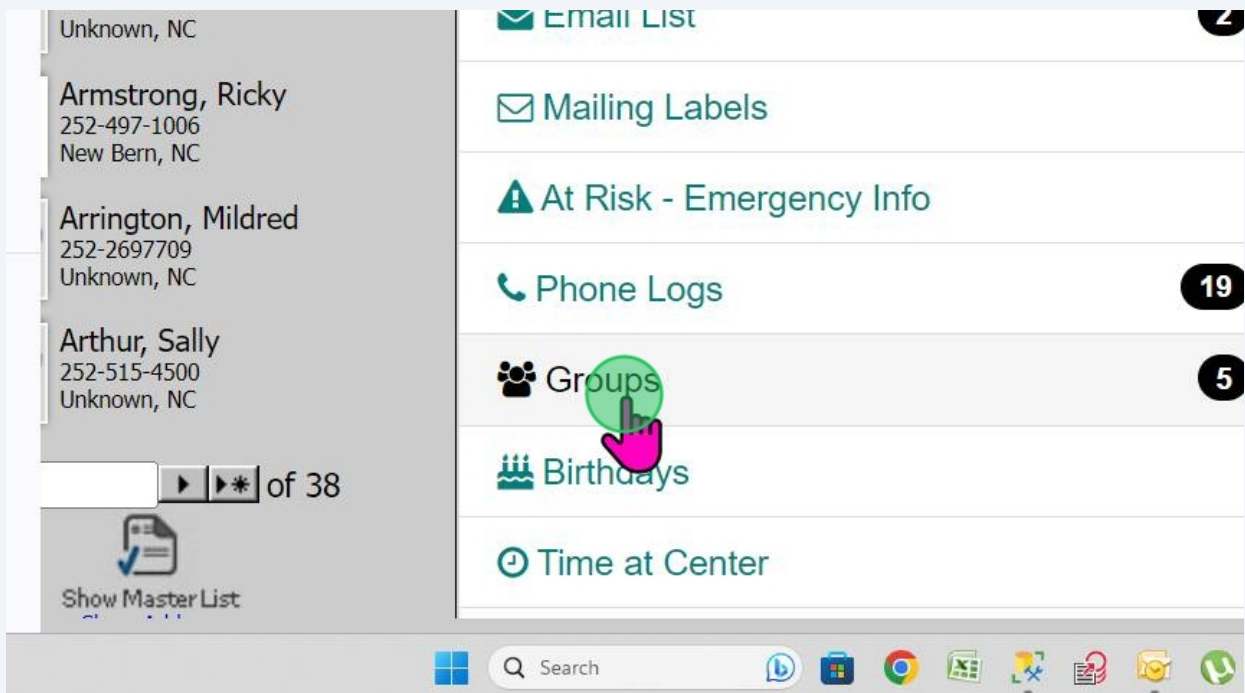 Unknown, NC
Armstrong, Ricky
252-497-1006
New Bern, NC
Arrington, Mildred
252-2697709
Unknown, NC
Arthur, Sally
252-515-4500
Unknown, NC
of 38
Show Master List
Email List
2
Mailing Labels
At Risk - Emergency Info
Phone Logs
19
Groups
5
Birthdays
Time at Center
Search